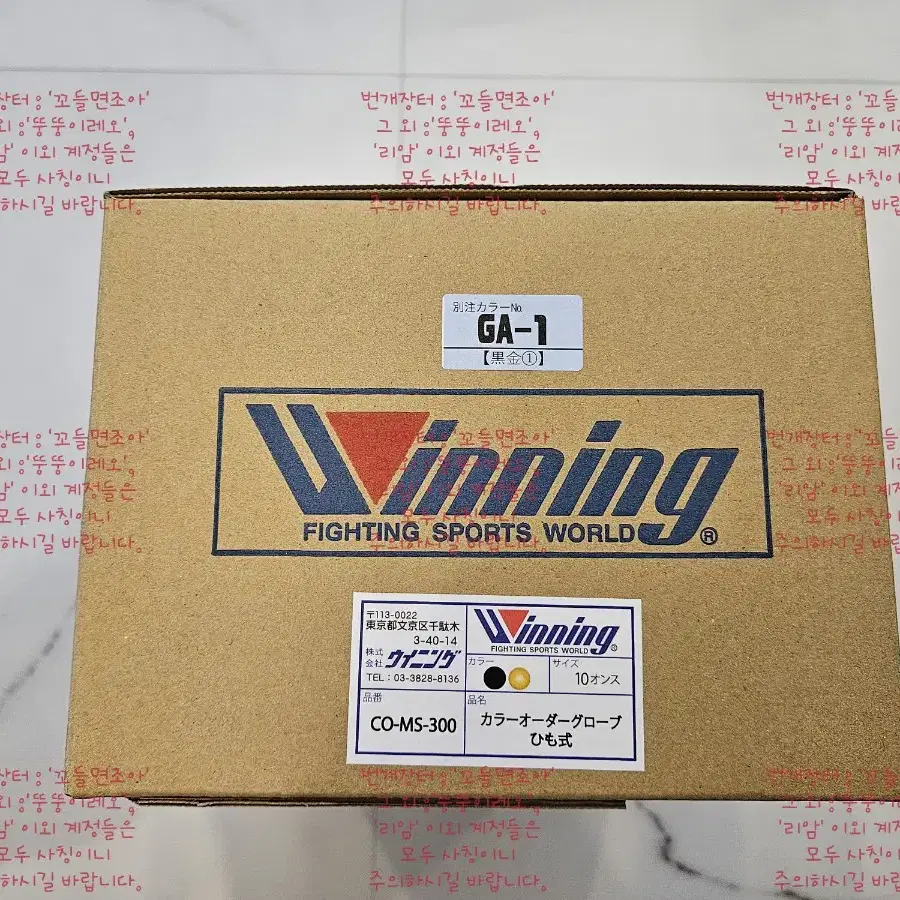 번개장터 : '꼬들면조아'
그 외 : '뚱뚱이레오',
'리암' 이외 계정들은
모두 사칭이니
주의하시길 바랍니다.
別注カラーNo.
GA-1
【黒金①】
Winning
FIGHTING SPORTS WORLD ®
〒113-0022
東京都文京区千駄木
3-40-14
株式会社 ウイニング
TEL：03-3828-8136
Winning
FIGHTING SPORTS WORLD ®
カラー
サイズ
10オンス
品番
CO-MS-300
品名
カラーオーダーグローブ
ひも式